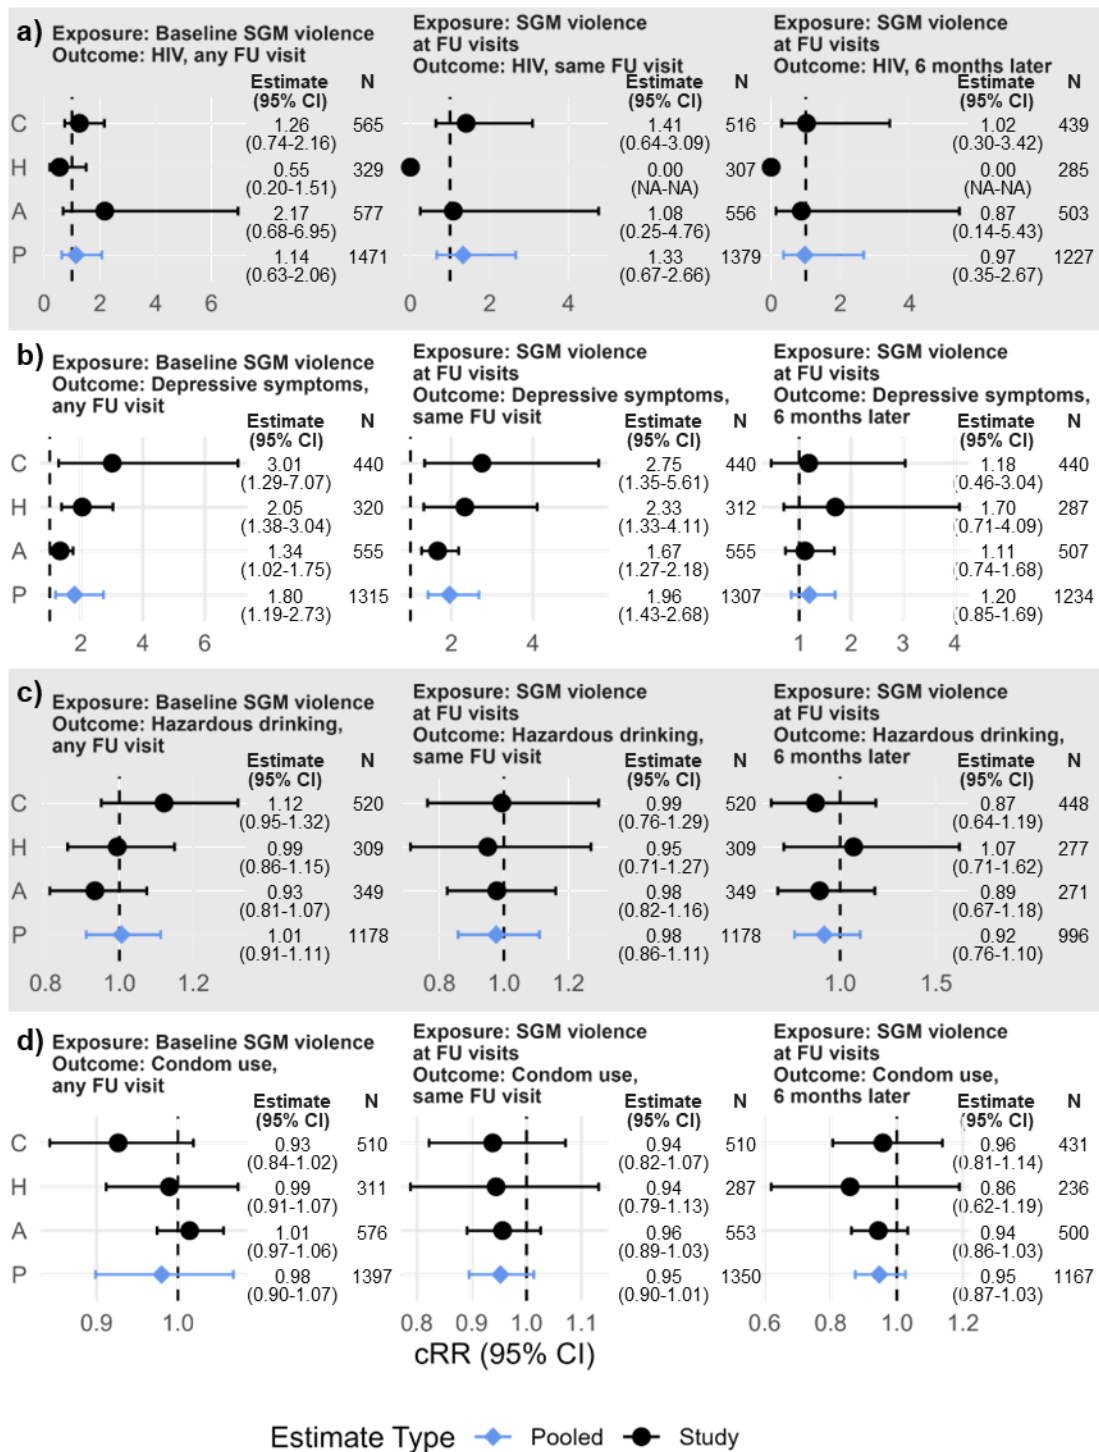 a)
Exposure: Baseline SGM violence
Outcome: HIV, any FU visit
Estimate (95% CI) N
C 1.26 (0.74-2.16) 565
H 0.55 (0.20-1.51) 329
A 2.17 (0.68-6.95) 577
P 1.14 (0.63-2.06) 1471
0 2 4 6
Exposure: SGM violence
at FU visits
Outcome: HIV, same FU visit
Estimate (95% CI) N
1.41 (0.64-3.09) 516
0.00 (NA-NA) 307
1.08 (0.25-4.76) 556
1.33 (0.67-2.66) 1379
0 2 4
Exposure: SGM violence
at FU visits
Outcome: HIV, 6 months later
Estimate (95% CI) N
1.02 (0.30-3.42) 439
0.00 (NA-NA) 285
0.87 (0.14-5.43) 503
0.97 (0.35-2.67) 1227
0 2 4
b)
Exposure: Baseline SGM violence
Outcome: Depressive symptoms,
any FU visit
Estimate (95% CI) N
C 3.01 (1.29-7.07) 440
H 2.05 (1.38-3.04) 320
A 1.34 (1.02-1.75) 555
P 1.80 (1.19-2.73) 1315
2 4 6
Exposure: SGM violence
at FU visits
Outcome: Depressive symptoms,
same FU visit
Estimate (95% CI) N
2.75 (1.35-5.61) 440
2.33 (1.33-4.11) 312
1.67 (1.27-2.18) 555
1.96 (1.43-2.68) 1307
2 4
Exposure: SGM violence
at FU visits
Outcome: Depressive symptoms,
6 months later
Estimate (95% CI) N
1.18 (0.46-3.04) 440
1.70 (0.71-4.09) 287
1.11 (0.74-1.68) 507
1.20 (0.85-1.69) 1234
1 2 3 4
c)
Exposure: Baseline SGM violence
Outcome: Hazardous drinking,
any FU visit
Estimate (95% CI) N
C 1.12 (0.95-1.32) 520
H 0.99 (0.86-1.15) 309
A 0.93 (0.81-1.07) 349
P 1.01 (0.91-1.11) 1178
0.8 1.0 1.2
Exposure: SGM violence
at FU visits
Outcome: Hazardous drinking,
same FU visit
Estimate (95% CI) N
0.99 (0.76-1.29) 520
0.95 (0.71-1.27) 309
0.98 (0.82-1.16) 349
0.98 (0.86-1.11) 1178
0.8 1.0 1.2
Exposure: SGM violence
at FU visits
Outcome: Hazardous drinking,
6 months later
Estimate (95% CI) N
0.87 (0.64-1.19) 448
1.07 (0.71-1.62) 277
0.89 (0.67-1.18) 271
0.92 (0.76-1.10) 996
1.0 1.5
d)
Exposure: Baseline SGM violence
Outcome: Condom use,
any FU visit
Estimate (95% CI) N
C 0.93 (0.84-1.02) 510
H 0.99 (0.91-1.07) 311
A 1.01 (0.97-1.06) 576
P 0.98 (0.90-1.07) 1397
0.9 1.0
Exposure: SGM violence
at FU visits
Outcome: Condom use,
same FU visit
Estimate (95% CI) N
0.94 (0.82-1.07) 510
0.94 (0.79-1.13) 287
0.96 (0.89-1.03) 553
0.95 (0.90-1.01) 1350
0.8 0.9 1.0 1.1
Exposure: SGM violence
at FU visits
Outcome: Condom use,
6 months later
Estimate (95% CI) N
0.96 (0.81-1.14) 431
0.86 (0.62-1.19) 236
0.94 (0.86-1.03) 500
0.95 (0.87-1.03) 1167
0.6 0.8 1.0 1.2
cRR (95% CI)
Estimate Type Pooled Study